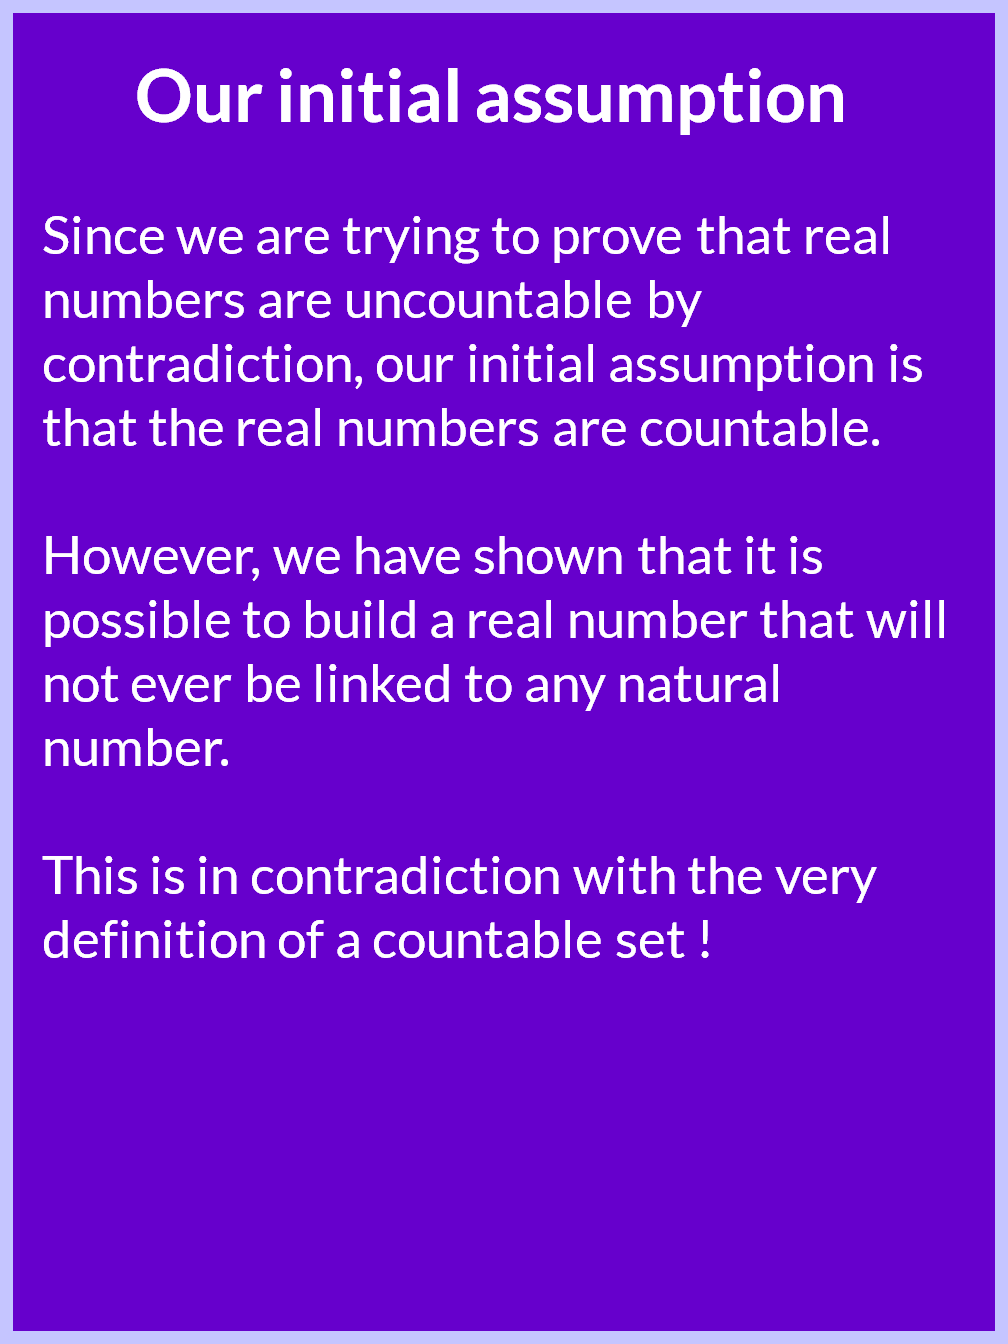 Our initial assumption
Since we are trying to prove that real
numbers are uncountable by
contradiction, our initial assumption is
that the real numbers are countable.
However, we have shown that it is
possible to build a real number that will
not ever be linked to any natural
number.
This is in contradiction with the very
definition of a countable set !